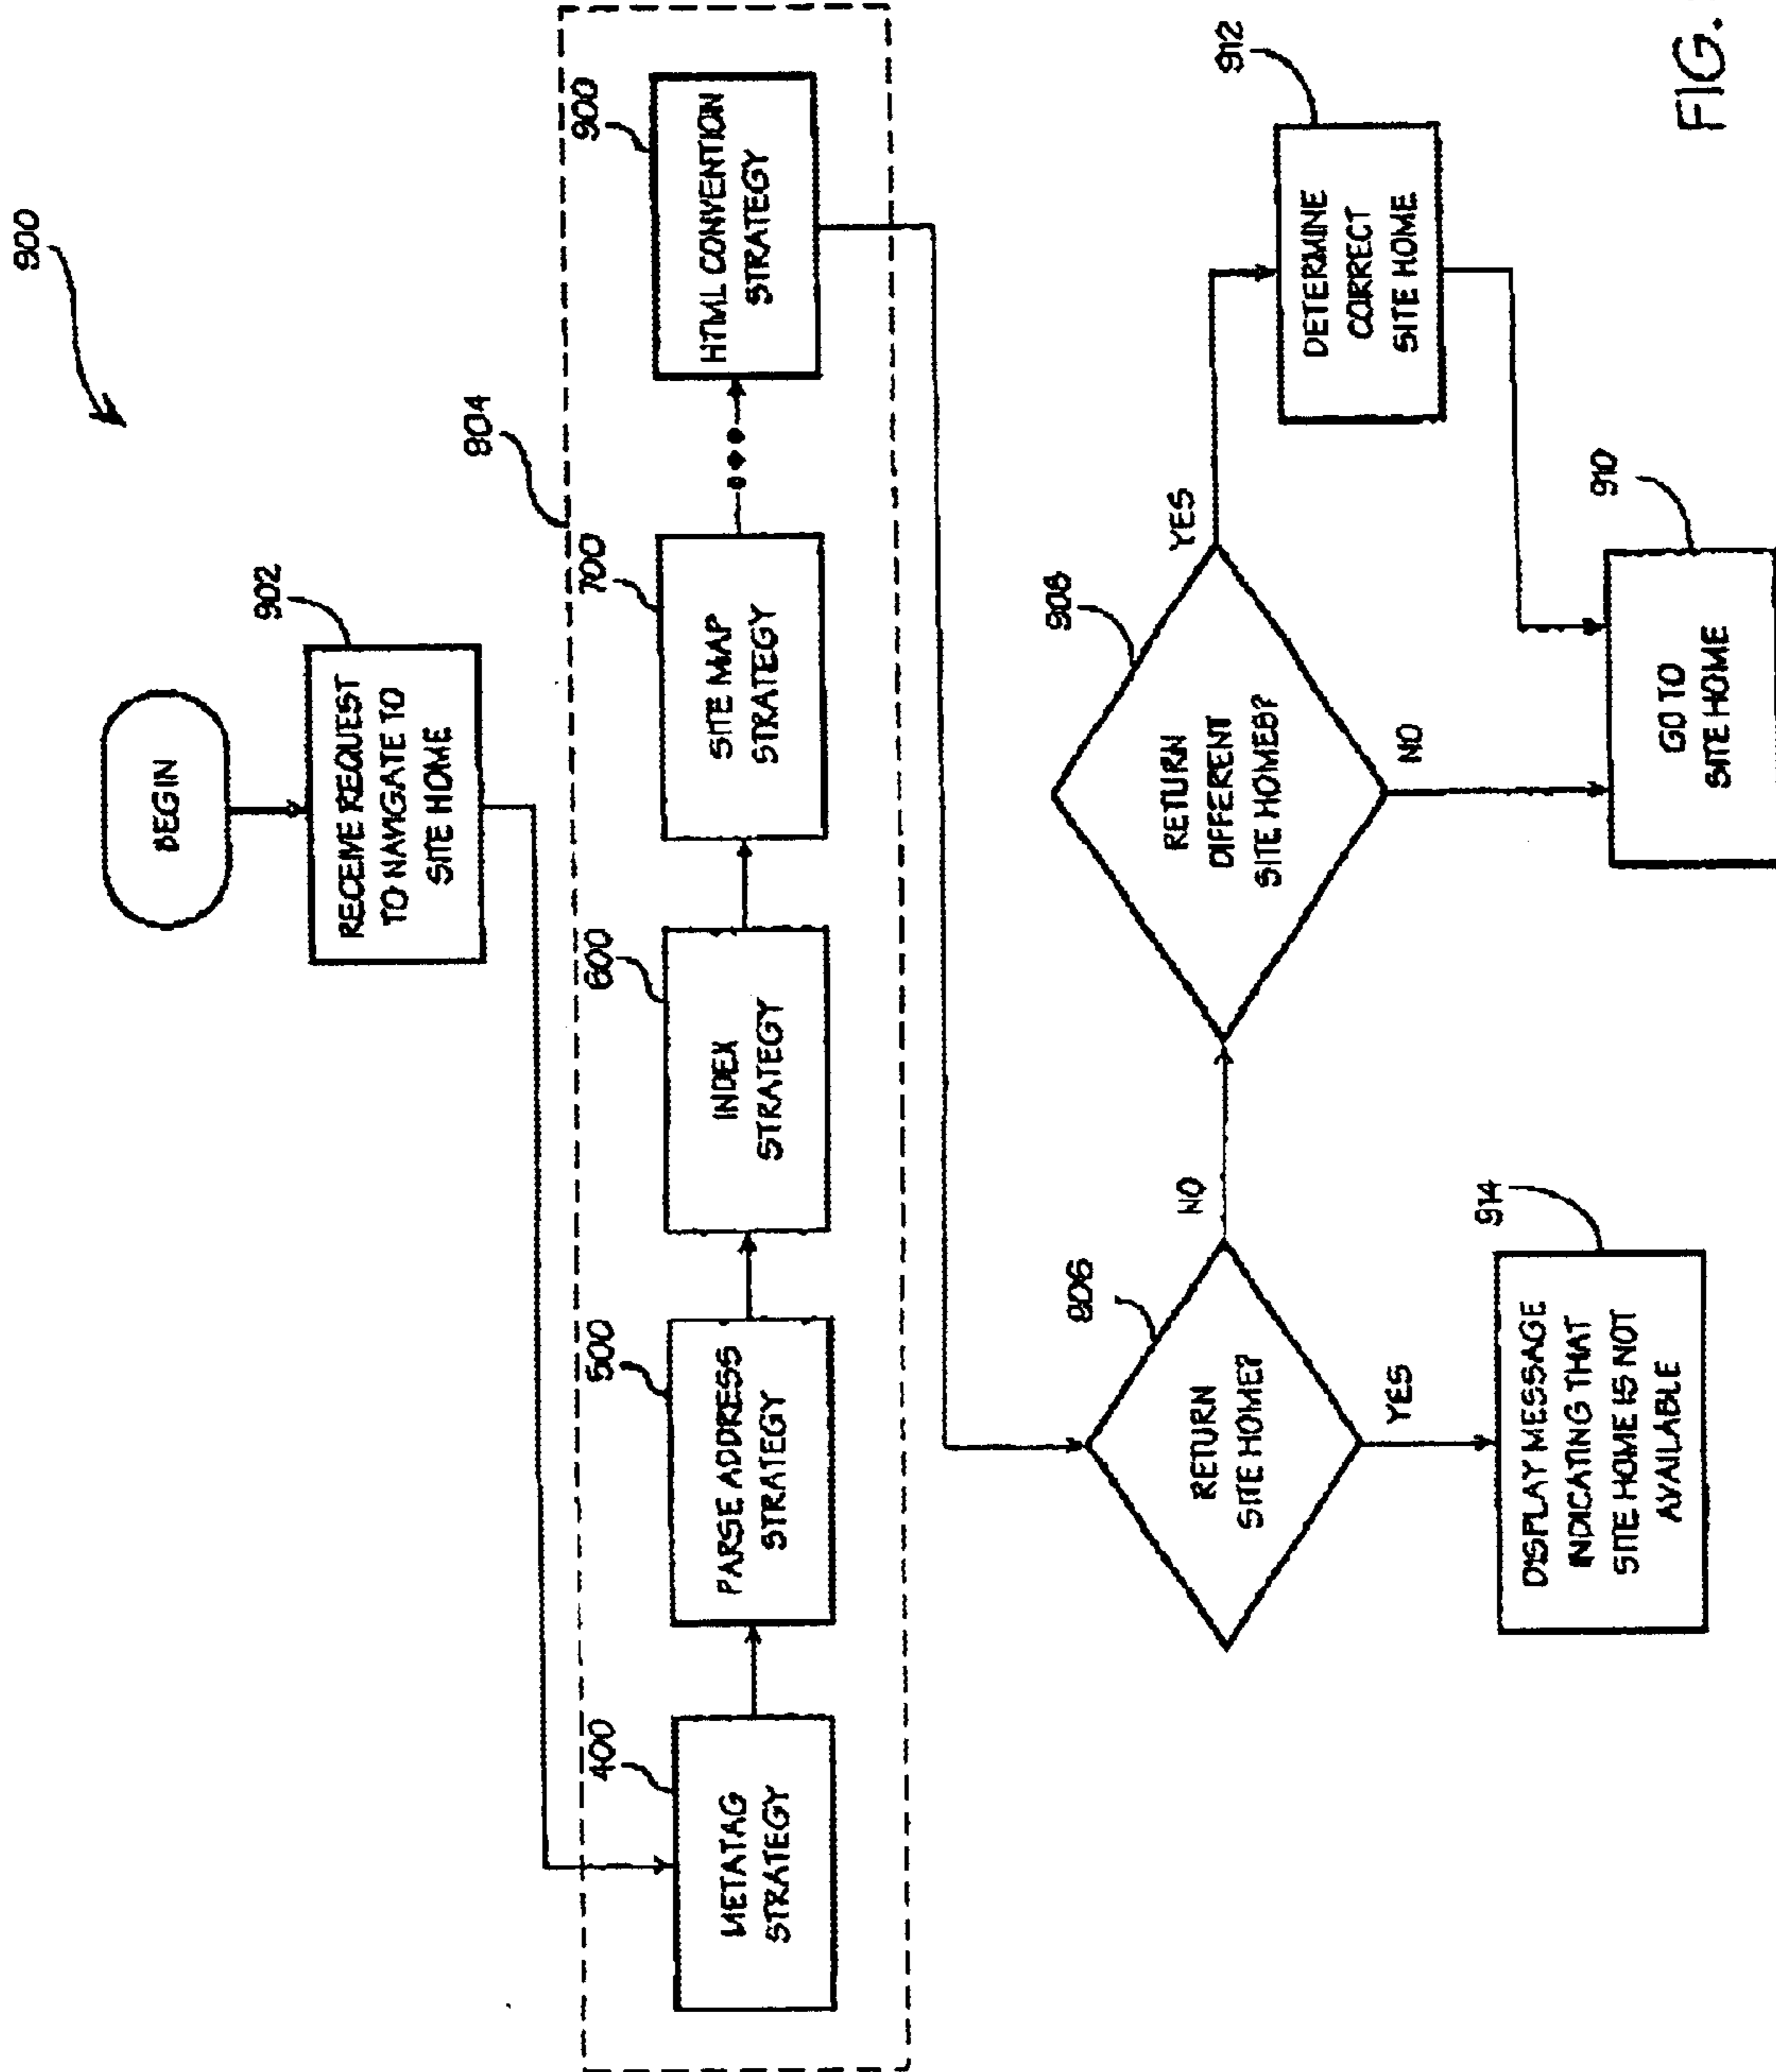 900
BEGIN
902
RECEIVE REQUEST
TO NAVIGATE TO
SITE HOME
904
400
METATAG
STRATEGY
500
PARSE ADDRESS
STRATEGY
600
INDEX
STRATEGY
700
SITE MAP
STRATEGY
900
HTML CONVENTION
STRATEGY
906
RETURN
SITE HOME?
NO
YES
908
RETURN
DIFFERENT
SITE HOMES?
YES
NO
912
DETERMINE
CORRECT
SITE HOME
914
DISPLAY MESSAGE
INDICATING THAT
SITE HOME IS NOT
AVAILABLE
910
GO TO
SITE HOME
FIG.